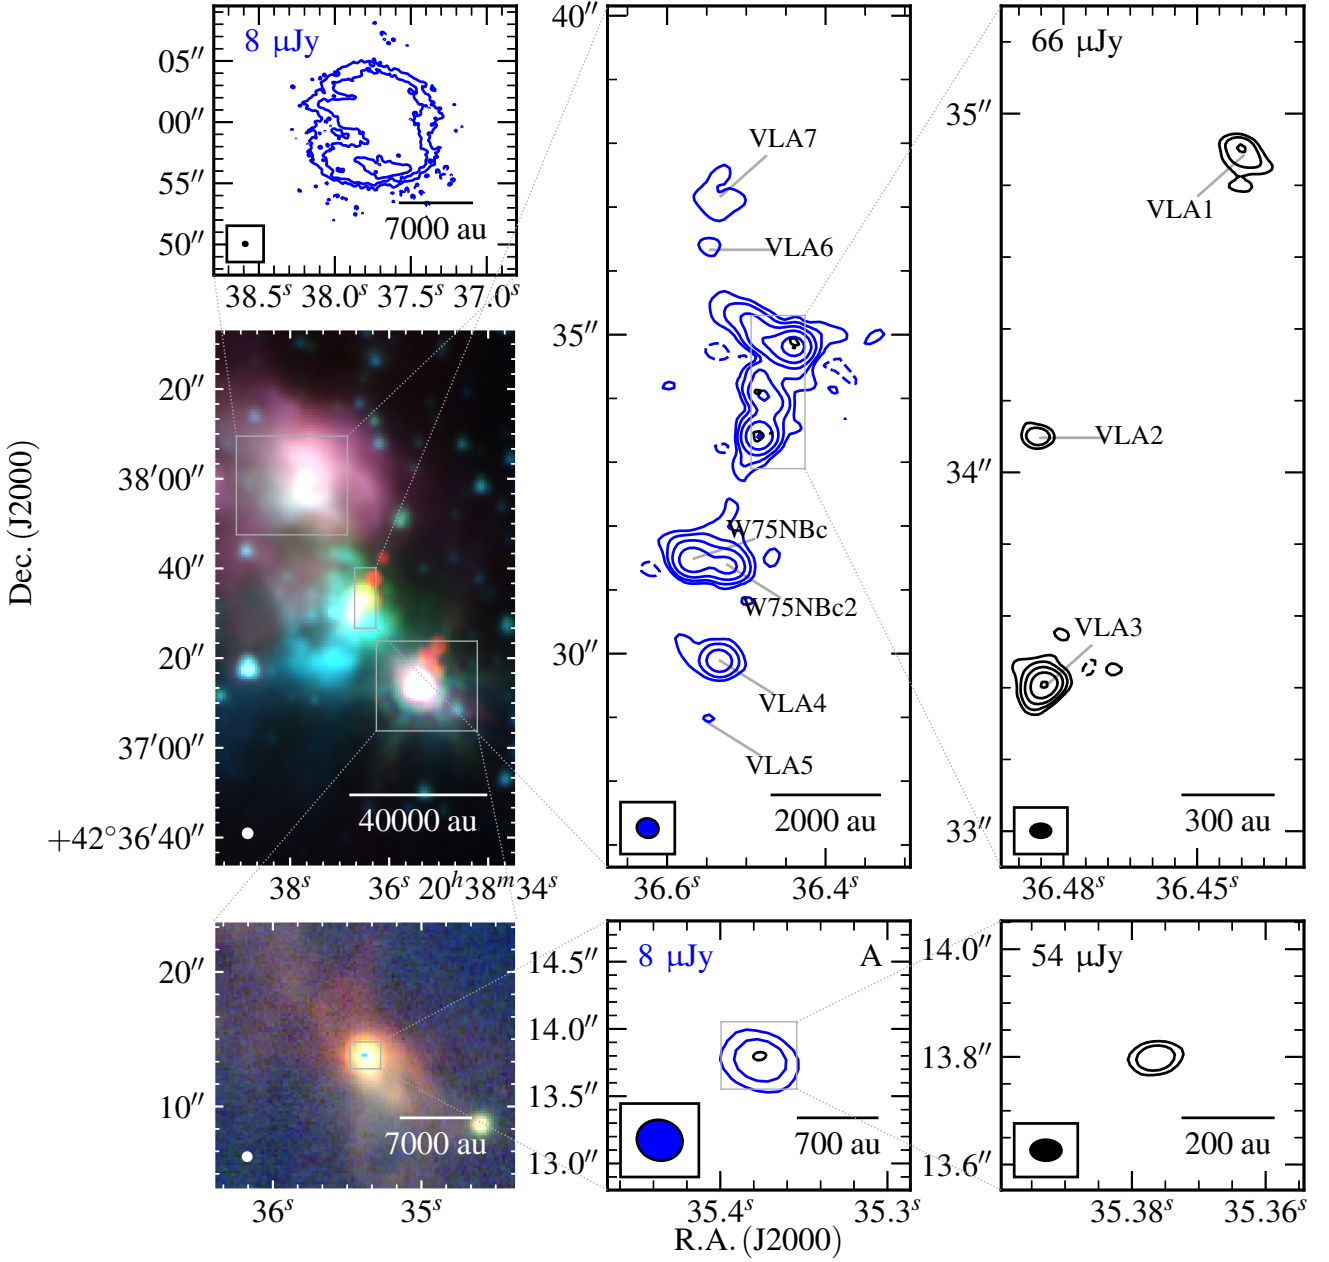 8 μJy
05″
00″
55″
50″
7000 au
38.5ˢ 38.0ˢ 37.5ˢ 37.0ˢ
Dec. (J2000)
20″
38′00″
40″
20″
37′00″
+42°36′40″
40000 au
38ˢ 36ˢ 20ʰ38ᵐ34ˢ
40″
35″
30″
VLA7
VLA6
W75NBc
W75NBc2
VLA4
VLA5
2000 au
36.6ˢ 36.4ˢ
66 μJy
35″
34″
33″
VLA1
VLA2
VLA3
300 au
36.48ˢ 36.45ˢ
20″
10″
7000 au
36ˢ 35ˢ
8 μJy A
14.5″
14.0″
13.5″
13.0″
700 au
35.4ˢ 35.3ˢ
54 μJy
14.0″
13.8″
13.6″
200 au
35.38ˢ 35.36ˢ
R.A. (J2000)